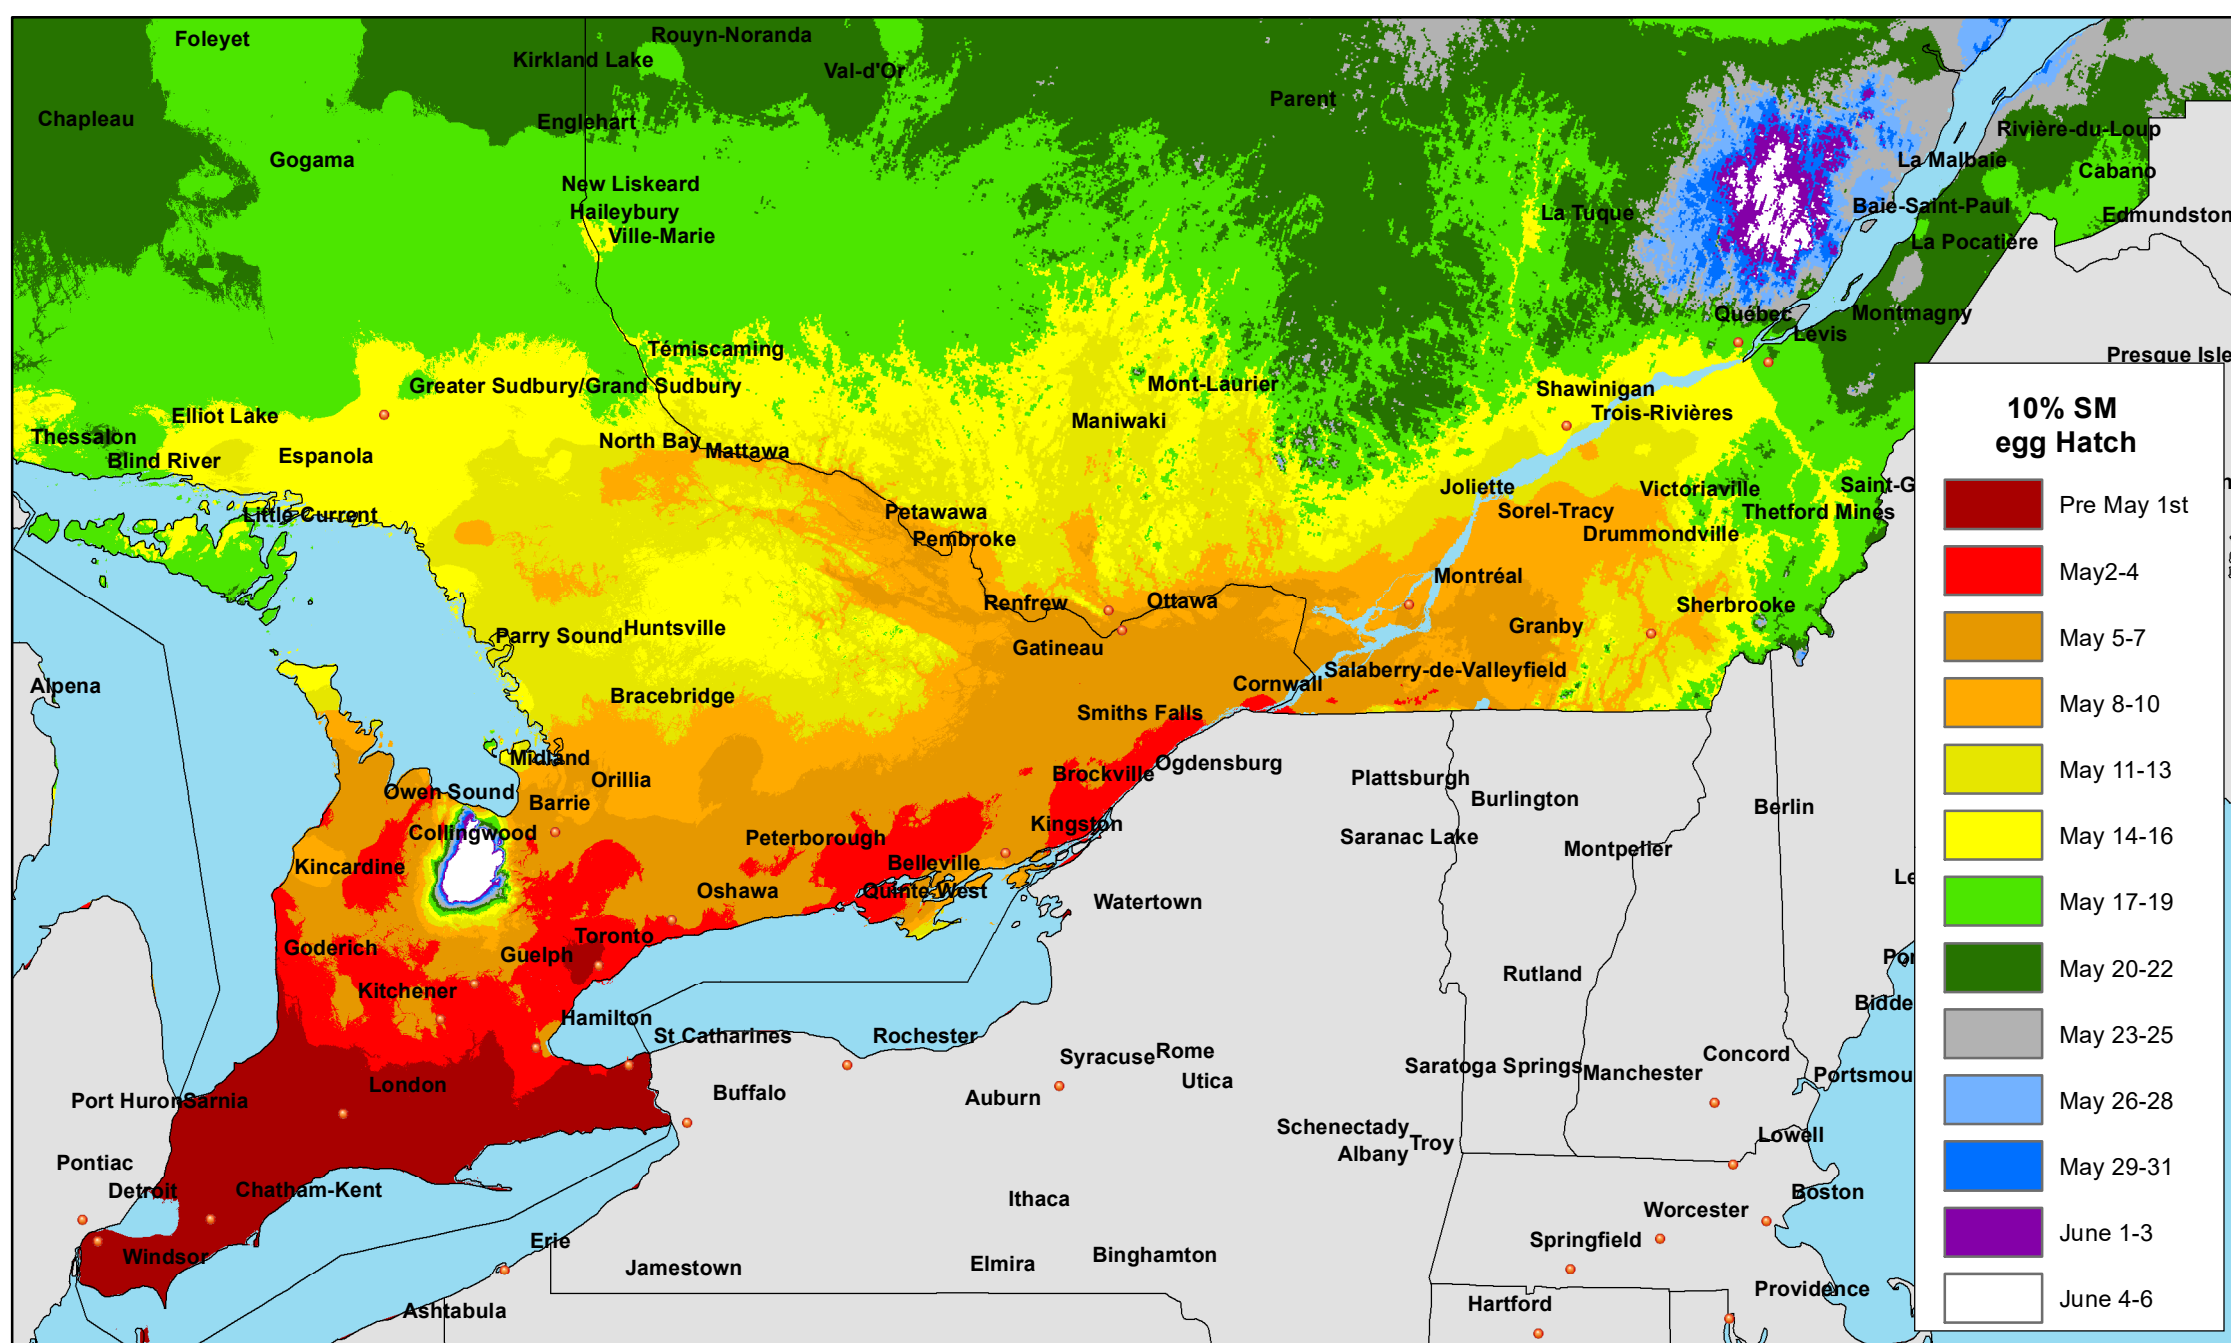 Foleyet
Rouyn-Noranda
Kirkland Lake
Val-d'Or
Parent
Chapleau
Englehart
Rivière-du-Loup
Gogama
La Malbaie
Cabano
New Liskeard
Haileybury
La Tuque
Baie-Saint-Paul
Edmundston
Ville-Marie
La Pocatière
Québec
Montmagny
Lévis
Témiscaming
Presque Isle
Greater Sudbury/Grand Sudbury
Mont-Laurier
Shawinigan
Elliot Lake
Maniwaki
Trois-Rivières
Thessalon
North Bay
Mattawa
Blind River
Espanola
Joliette
Victoriaville
Saint-G
Little Current
Petawawa
Sorel-Tracy
Thetford Mines
Pembroke
Drummondville
Montréal
Renfrew
Ottawa
Sherbrooke
Parry Sound
Huntsville
Granby
Gatineau
Salaberry-de-Valleyfield
Alpena
Bracebridge
Cornwall
Smiths Falls
Midland
Ogdensburg
Orillia
Brockville
Plattsburgh
Owen Sound
Barrie
Burlington
Berlin
Collingwood
Peterborough
Kingston
Saranac Lake
Montpelier
Kincardine
Belleville
Le
Oshawa
Quinte-West
Watertown
Goderich
Toronto
Guelph
Por
Rutland
Kitchener
Bidde
Hamilton
St Catharines
Rochester
Syracuse
Rome
Concord
London
Utica
Saratoga Springs
Manchester
Portsmou
Port Huron
Sarnia
Buffalo
Auburn
Schenectady
Troy
Lowell
Albany
Pontiac
Detroit
Chatham-Kent
Ithaca
Boston
Worcester
Windsor
Erie
Springfield
Jamestown
Elmira
Binghamton
Providence
Ashtabula
Hartford
10% SM
egg Hatch
Pre May 1st
May2-4
May 5-7
May 8-10
May 11-13
May 14-16
May 17-19
May 20-22
May 23-25
May 26-28
May 29-31
June 1-3
June 4-6